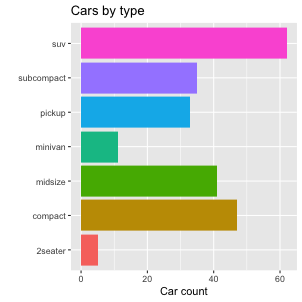 Cars by type
suv
subcompact
pickup
minivan
midsize
compact
2seater
0 20 40 60
Car count